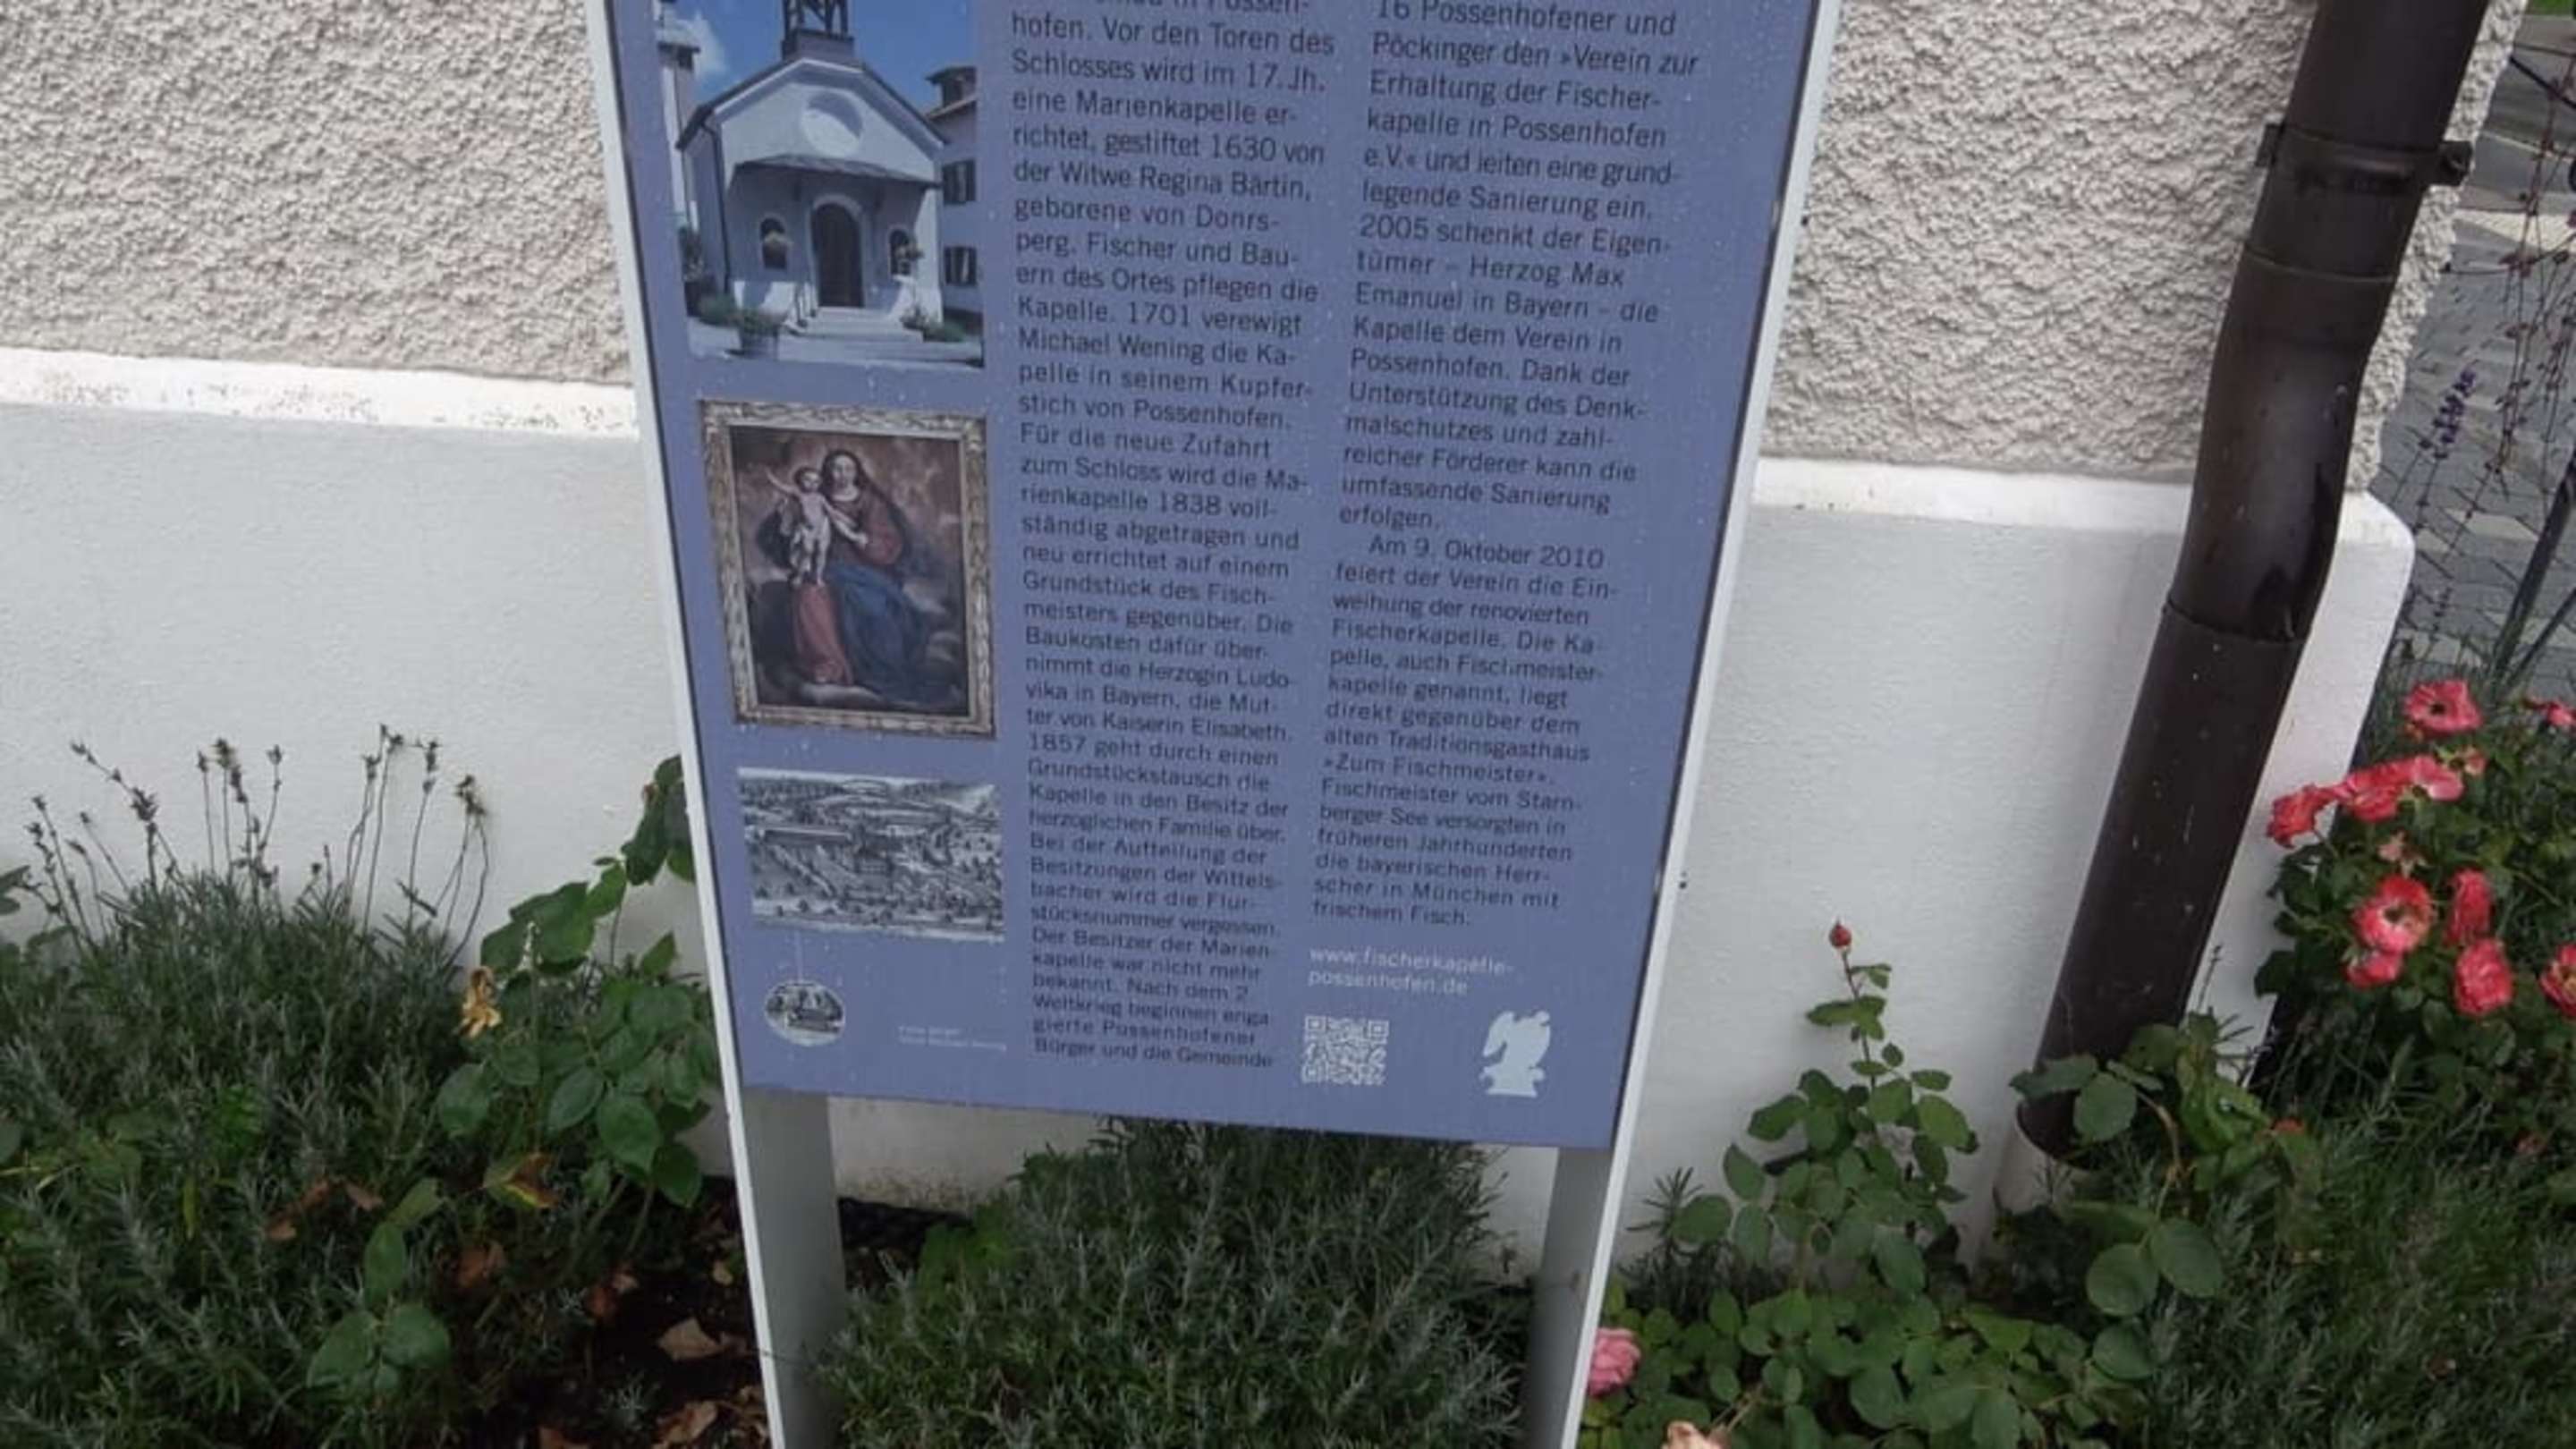 hofen. Vor den Toren des
Schlosses wird im 17. Jh.
eine Marienkapelle er-
richtet, gestiftet 1630 von
der Witwe Regina Bärtin,
geborene von Donrs-
perg. Fischer und Bau-
ern des Ortes pflegen die
Kapelle. 1701 verewigt
Michael Wening die Ka-
pelle in seinem Kupfer-
stich von Possenhofen.
Für die neue Zufahrt
zum Schloss wird die Ma-
rienkapelle 1838 voll-
ständig abgetragen und
neu errichtet auf einem
Grundstück des Fisch-
meisters gegenüber. Die
Baukosten dafür über-
nimmt die Herzogin Ludo-
vika in Bayern, die Mut-
ter von Kaiserin Elisabeth.
1857 geht durch einen
Grundstückstausch die
Kapelle in den Besitz der
herzoglichen Familie über.
Bei der Aufteilung der
Besitzungen der Wittels-
bacher wird die Flur-
stücksnummer vergessen.
Der Besitzer der Marien-
kapelle war nicht mehr
bekannt. Nach dem 2.
Weltkrieg beginnen enga
gierte Possenhofener
Bürger und die Gemeinde
16 Possenhofener und
Pöckinger den »Verein zur
Erhaltung der Fischer-
kapelle in Possenhofen
e.V.« und leiten eine grund-
legende Sanierung ein.
2005 schenkt der Eigen-
tümer – Herzog Max
Emanuel in Bayern – die
Kapelle dem Verein in
Possenhofen. Dank der
Unterstützung des Denk-
malschutzes und zahl-
reicher Förderer kann die
umfassende Sanierung
erfolgen.
Am 9. Oktober 2010
feiert der Verein die Ein-
weihung der renovierten
Fischerkapelle. Die Ka-
pelle, auch Fischmeister-
kapelle genannt, liegt
direkt gegenüber dem
alten Traditionsgasthaus
»Zum Fischmeister«.
Fischmeister vom Starn-
berger See versorgten in
früheren Jahrhunderten
die bayerischen Herr-
scher in München mit
frischem Fisch.
www.fischerkapelle-
possenhofen.de